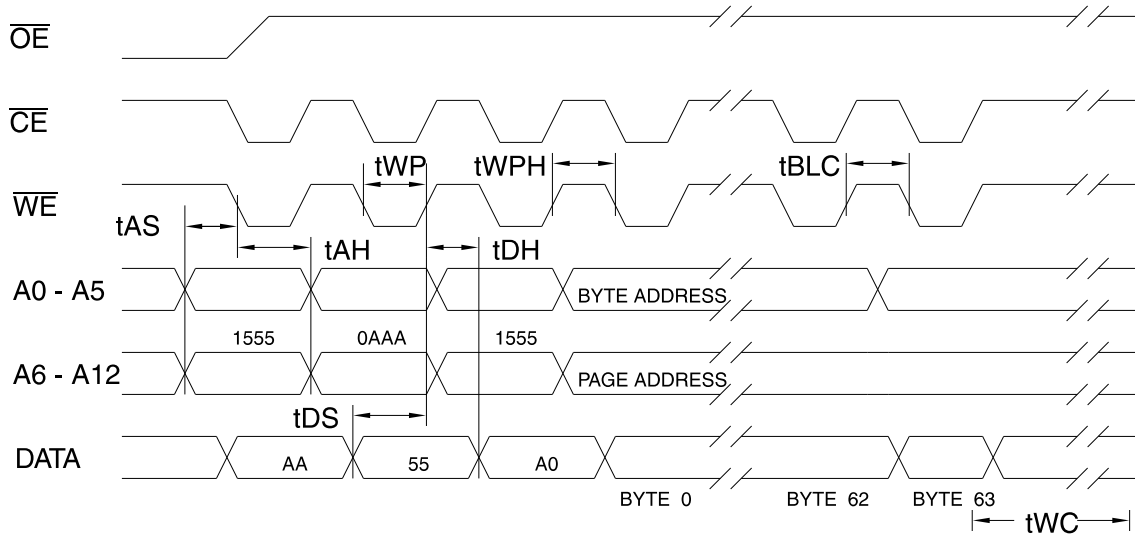 OE
CE
tWP tWPH tBLC
WE
tAS
tAH tDH
A0 - A5 BYTE ADDRESS
1555 0AAA 1555
A6 - A12 PAGE ADDRESS
tDS
DATA AA 55 A0
BYTE 0 BYTE 62 BYTE 63
tWC